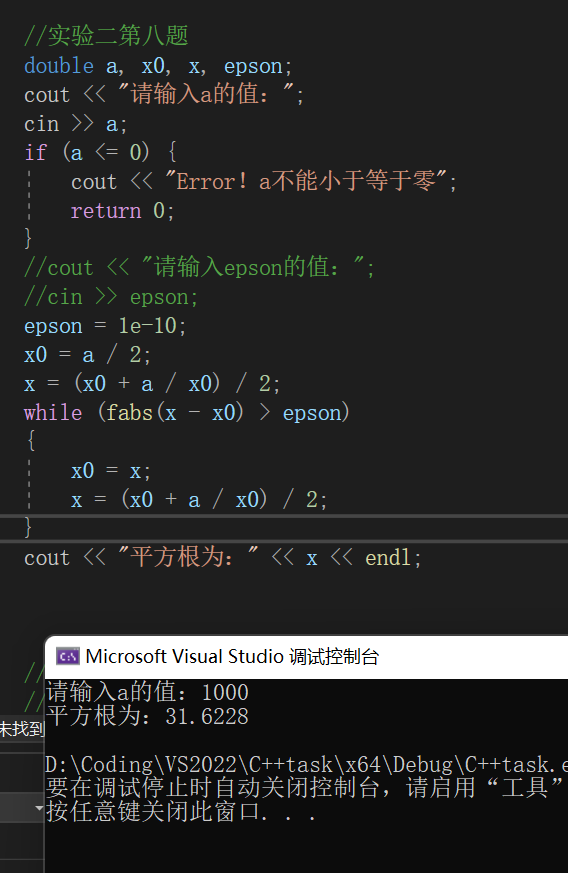 //实验二第八题
double a, x0, x, epson;
cout << "请输入a的值：";
cin >> a;
if (a <= 0) {
cout << "Error！a不能小于等于零";
return 0;
}
//cout << "请输入epson的值：";
//cin >> epson;
epson = 1e-10;
x0 = a / 2;
x = (x0 + a / x0) / 2;
while (fabs(x - x0) > epson)
{
x0 = x;
x = (x0 + a / x0) / 2;
}
cout << "平方根为：" << x << endl;
//
//
未找到
Microsoft Visual Studio 调试控制台
请输入a的值：1000
平方根为：31.6228
D:\Coding\VS2022\C++task\x64\Debug\C++task.e
要在调试停止时自动关闭控制台，请启用“工具”
按任意键关闭此窗口. . .